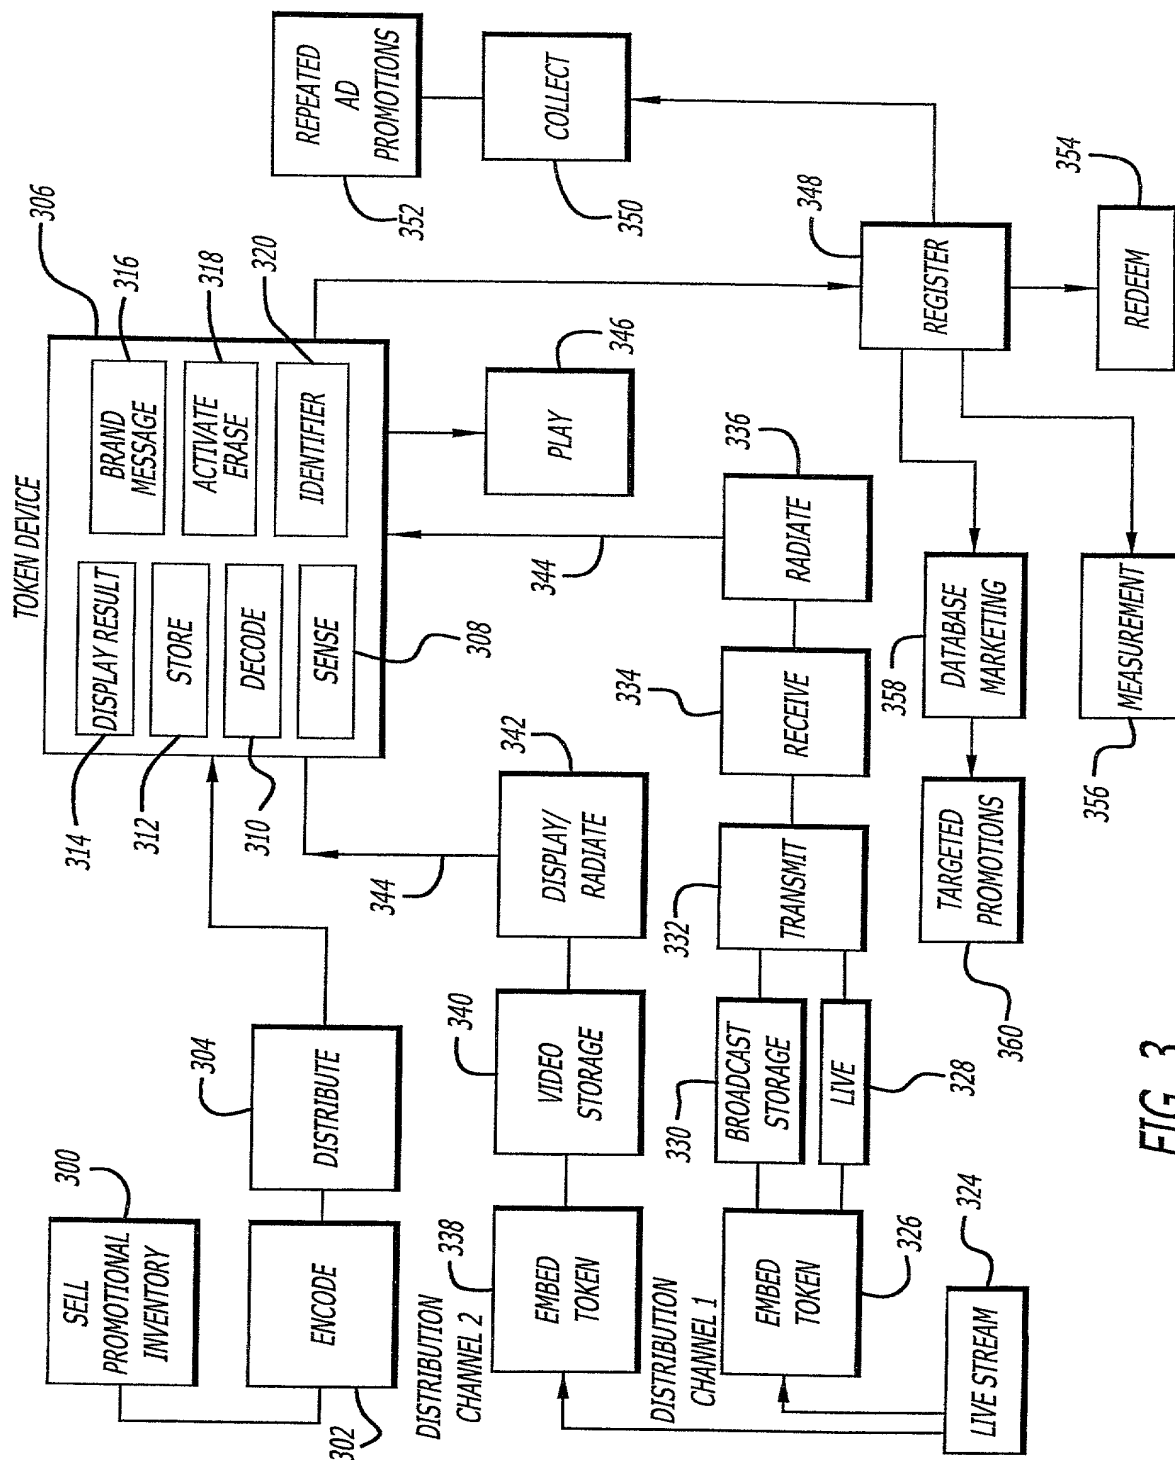 TOKEN DEVICE
306
DISPLAY RESULT
314
STORE
312
DECODE
310
SENSE
308
BRAND
MESSAGE
316
ACTIVATE
ERASE
318
IDENTIFIER
320
REPEATED
AD
PROMOTIONS
352
COLLECT
350
SELL
PROMOTIONAL
INVENTORY
300
ENCODE
302
DISTRIBUTE
304
344
344
PLAY
346
DISTRIBUTION
CHANNEL 2
EMBED
TOKEN
338
VIDEO
STORAGE
340
DISPLAY/
RADIATE
342
DISTRIBUTION
CHANNEL 1
EMBED
TOKEN
326
BROADCAST
STORAGE
330
LIVE
328
TRANSMIT
332
RECEIVE
334
RADIATE
336
REGISTER
348
REDEEM
354
LIVE STREAM
324
TARGETED
PROMOTIONS
360
DATABASE
MARKETING
358
MEASUREMENT
356
FIG. 3